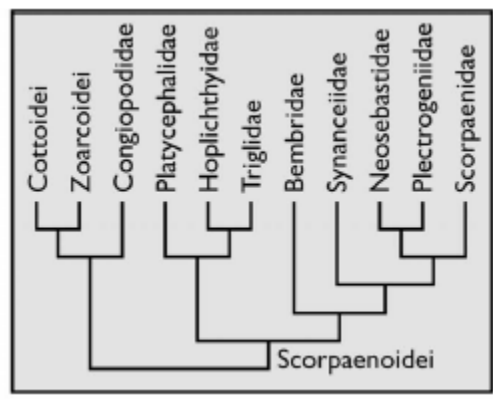 Cottoidei
Zoarcoidei
Congiopodidae
Platycephalidae
Hoplichthyidae
Triglidae
Bembridae
Synanceiidae
Neosebastidae
Plectrogeniidae
Scorpaenidae
Scorpaenoidei